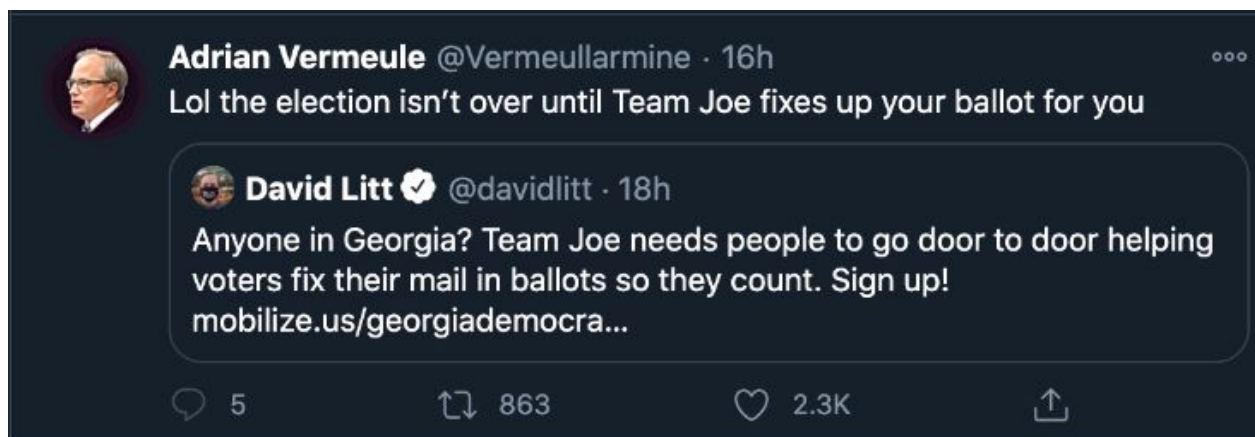 Adrian Vermeule @Vermeullarmine · 16h
Lol the election isn't over until Team Joe fixes up your ballot for you
David Litt @davidlitt · 18h
Anyone in Georgia? Team Joe needs people to go door to door helping
voters fix their mail in ballots so they count. Sign up!
mobilize.us/georgiademocra...
5 863 2.3K